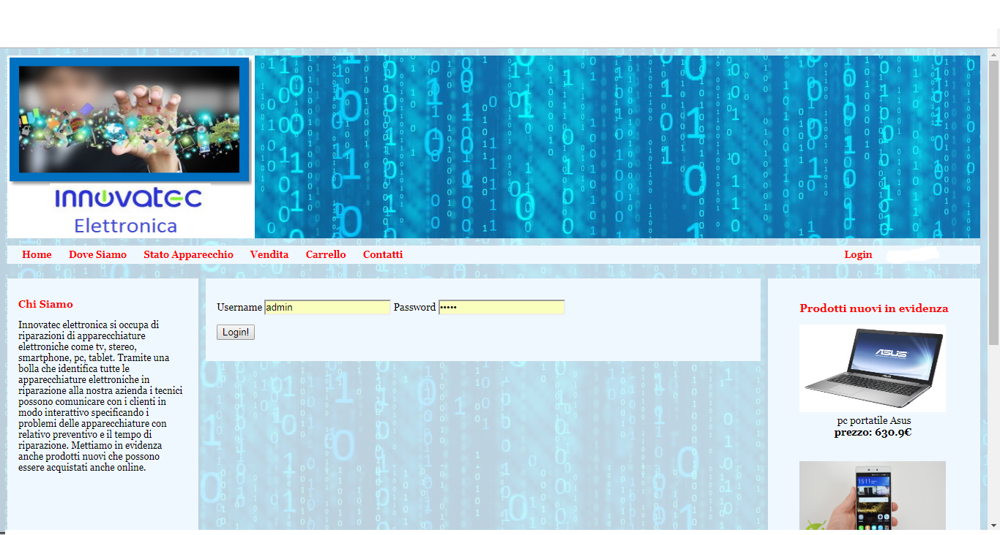 INNOVATEC
Elettronica
Home Dove Siamo Stato Apparecchio Vendita Carrello Contatti Login
Chi Siamo
Innovatec elettronica si occupa di
riparazioni di apparecchiature
elettroniche come tv, stereo,
smartphone, pc, tablet. Tramite una
bolla che identifica tutte le
apparecchiature elettroniche in
riparazione alla nostra azienda i tecnici
possono comunicare con i clienti in
modo interattivo specificando i
problemi delle apparecchiature con
relativo preventivo e il tempo di
riparazione. Mettiamo in evidenza
anche prodotti nuovi che possono
essere acquistati anche online.
Username admin Password •••••
Login!
Prodotti nuovi in evidenza
ASUS
pc portatile Asus
prezzo: 630.9€
1511